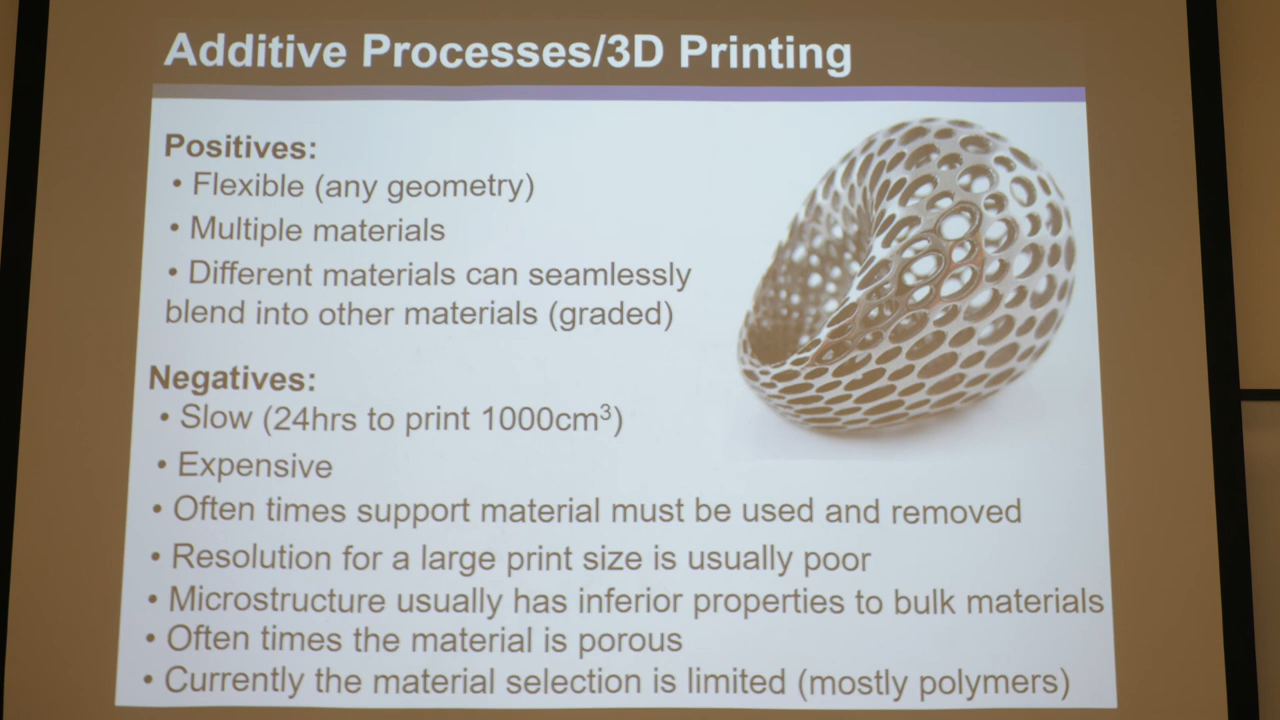 Additive Processes/3D Printing
Positives:
• Flexible (any geometry)
• Multiple materials
• Different materials can seamlessly
blend into other materials (graded)
Negatives:
• Slow (24hrs to print 1000cm³)
• Expensive
• Often times support material must be used and removed
• Resolution for a large print size is usually poor
• Microstructure usually has inferior properties to bulk materials
• Often times the material is porous
• Currently the material selection is limited (mostly polymers)